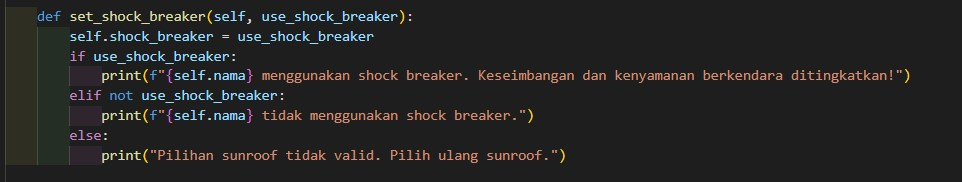 def set_shock_breaker(self, use_shock_breaker):
    self.shock_breaker = use_shock_breaker
    if use_shock_breaker:
        print(f"{self.nama} menggunakan shock breaker. Keseimbangan dan kenyamanan berkendara ditingkatkan!")
    elif not use_shock_breaker:
        print(f"{self.nama} tidak menggunakan shock breaker.")
    else:
        print("Pilihan sunroof tidak valid. Pilih ulang sunroof.")